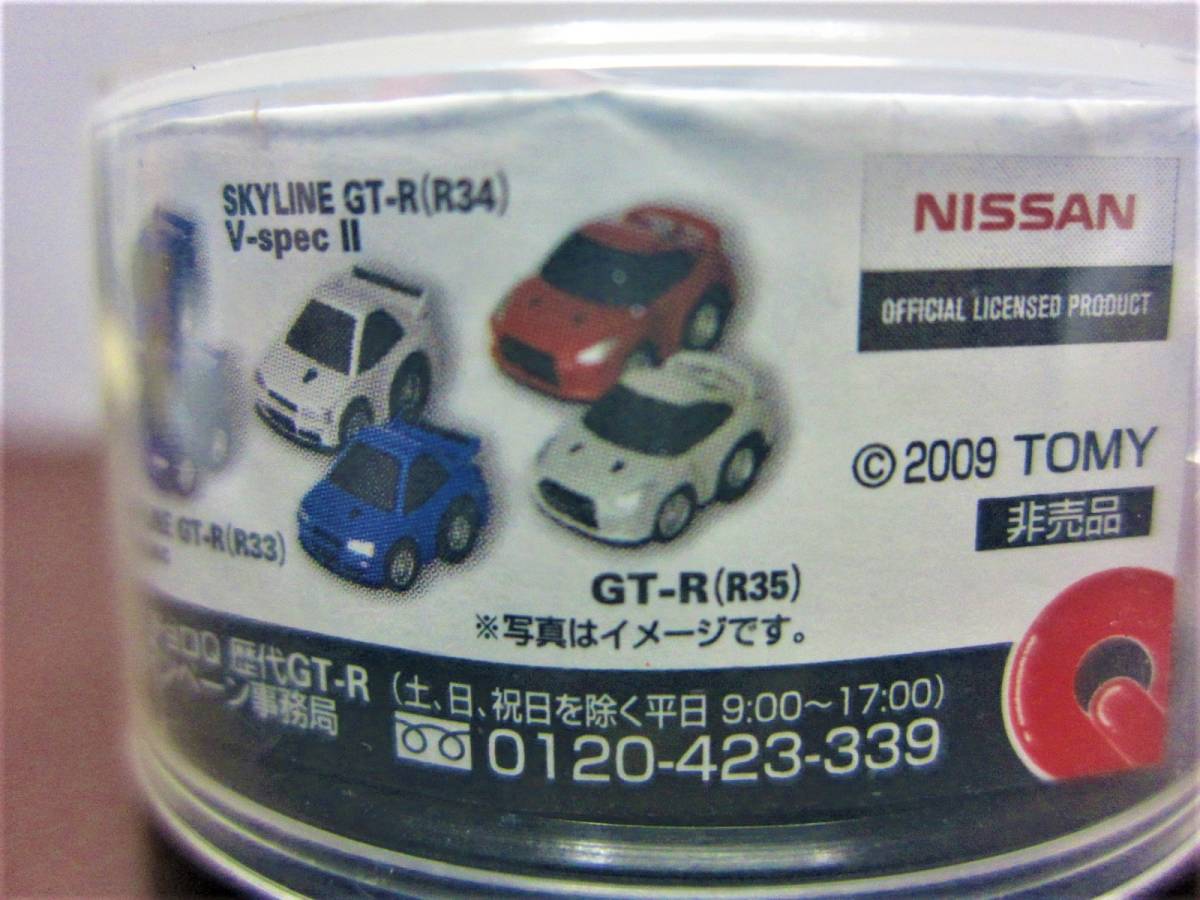 SKYLINE GT-R(R34)
V-spec II
NISSAN
OFFICIAL LICENSED PRODUCT
© 2009 TOMY
非売品
GT-R(R33)
GT-R(R35)
※写真はイメージです。
歴代GT-R
ンペーン事務局
(土、日、祝日を除く平日 9:00〜17:00)
0120-423-339